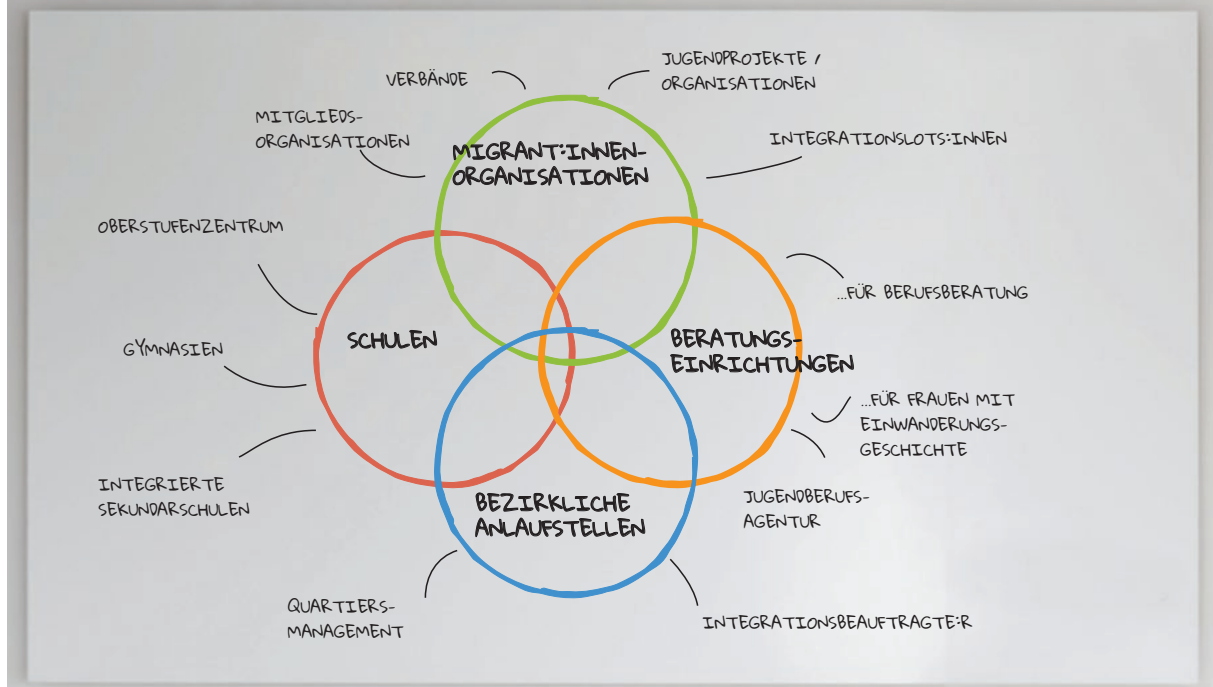 VERBÄNDE
JUGENDPROJEKTE /
ORGANISATIONEN
MITGLIEDS-
ORGANISATIONEN
MIGRANT:INNEN-
ORGANISATIONEN
INTEGRATIONSLOTS:INNEN
OBERSTUFENZENTRUM
...FÜR BERUFSBERATUNG
SCHULEN
BERATUNGS-
EINRICHTUNGEN
GYMNASIEN
...FÜR FRAUEN MIT
EINWANDERUNGS-
GESCHICHTE
INTEGRIERTE
SEKUNDARSCHULEN
BEZIRKLICHE
ANLAUFSTELLEN
JUGENDBERUFS-
AGENTUR
QUARTIERS-
MANAGEMENT
INTEGRATIONSBEAUFTRAGTE:R